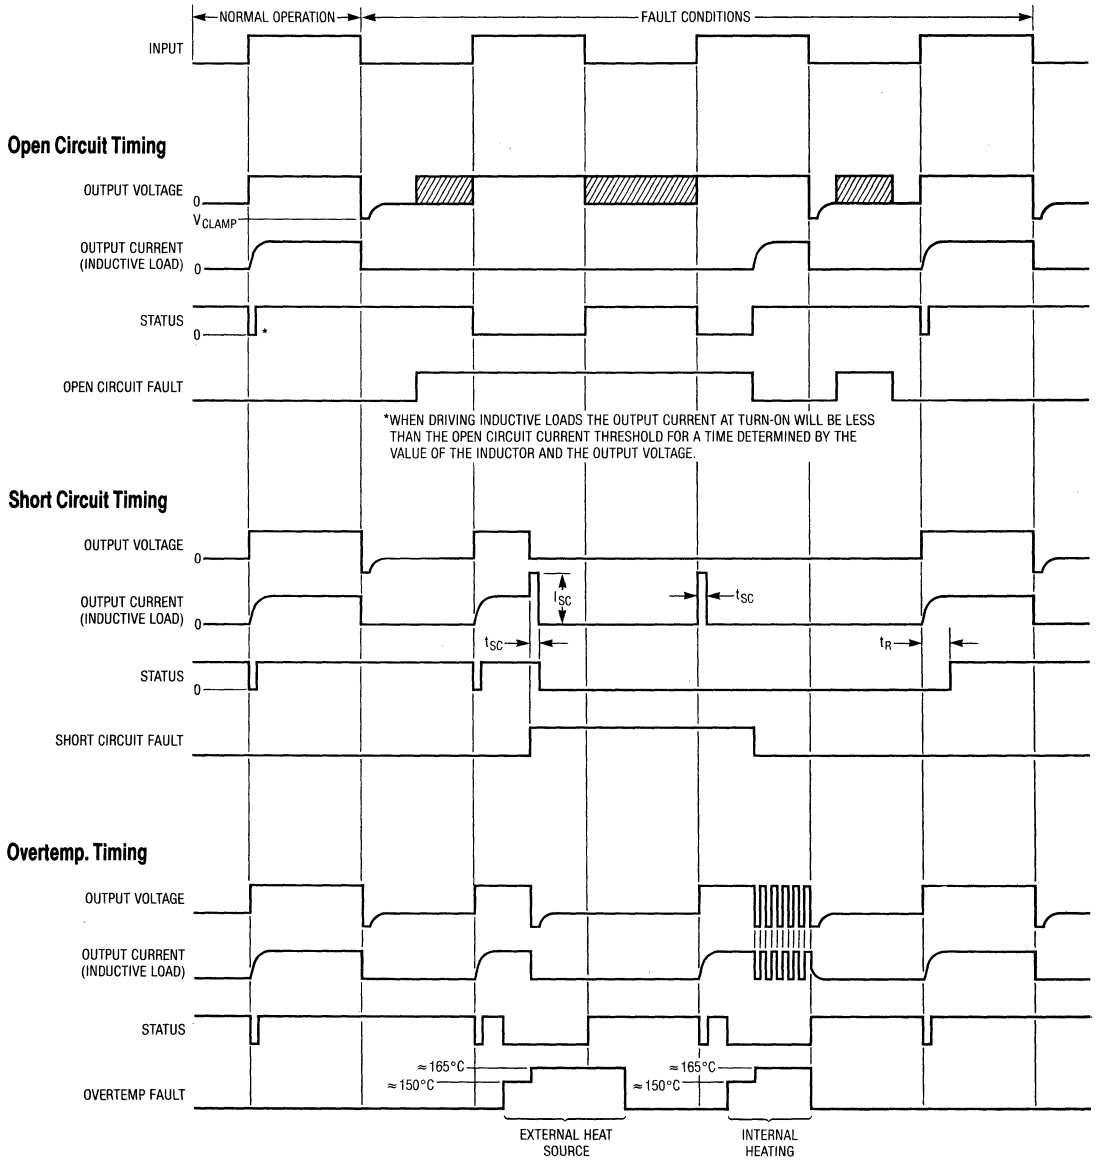 NORMAL OPERATION
FAULT CONDITIONS
INPUT
Open Circuit Timing
OUTPUT VOLTAGE
0
VCLAMP
OUTPUT CURRENT
(INDUCTIVE LOAD)
0
STATUS
0
*
OPEN CIRCUIT FAULT
*WHEN DRIVING INDUCTIVE LOADS THE OUTPUT CURRENT AT TURN-ON WILL BE LESS
THAN THE OPEN CIRCUIT CURRENT THRESHOLD FOR A TIME DETERMINED BY THE
VALUE OF THE INDUCTOR AND THE OUTPUT VOLTAGE.
Short Circuit Timing
OUTPUT VOLTAGE
0
OUTPUT CURRENT
(INDUCTIVE LOAD)
0
ISC
tSC
tSC
tR
STATUS
0
SHORT CIRCUIT FAULT
Overtemp. Timing
OUTPUT VOLTAGE
OUTPUT CURRENT
(INDUCTIVE LOAD)
STATUS
≈165°C
≈165°C
≈150°C
≈150°C
OVERTEMP FAULT
EXTERNAL HEAT
SOURCE
INTERNAL
HEATING